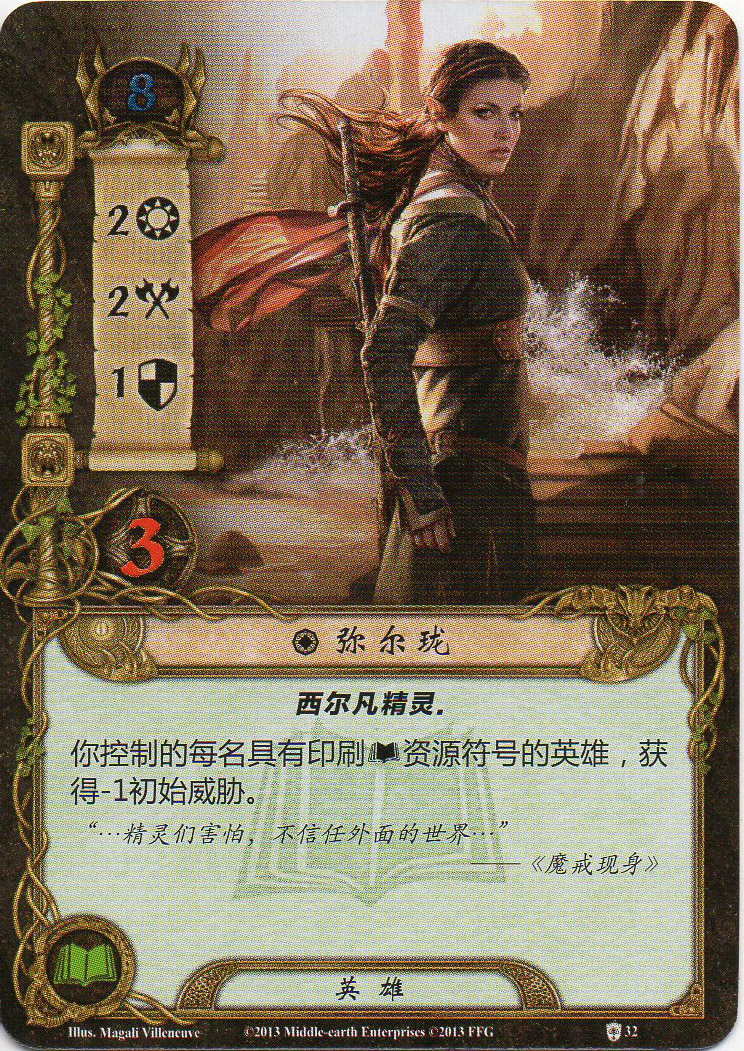 8
2
2
1
3
弥尔珑
西尔凡精灵.
你控制的每名具有印刷资源符号的英雄，获
得-1初始威胁。
“…精灵们害怕，不信任外面的世界…”
——《魔戒现身》
英雄
Illus. Magali Villeneuve ©2013 Middle-earth Enterprises ©2013 FFG 32